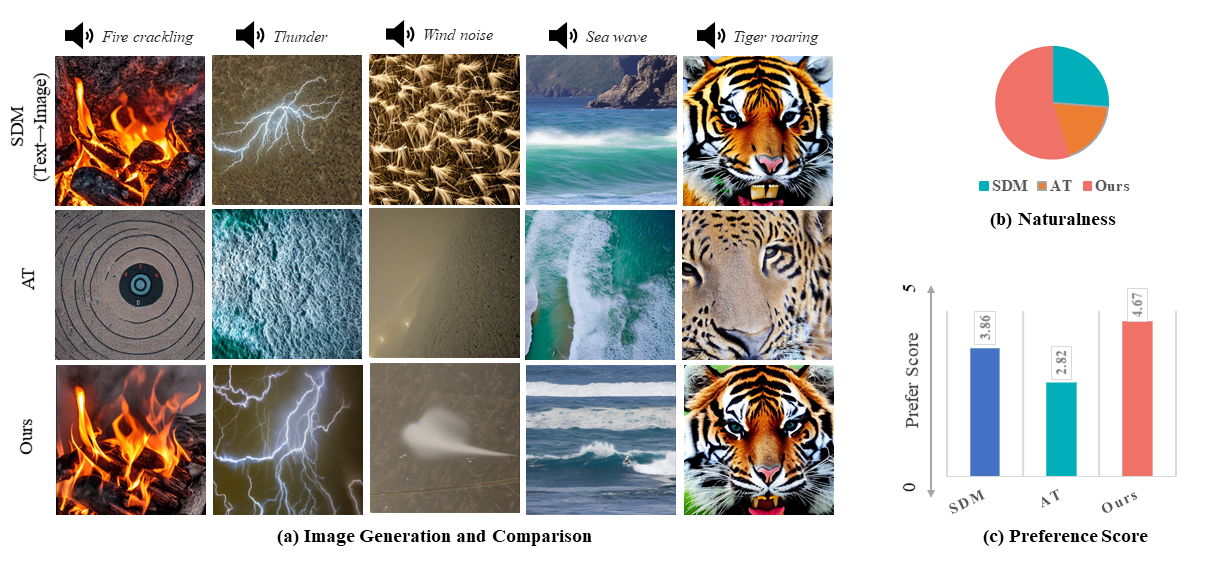 Fire crackling
Thunder
Wind noise
Sea wave
Tiger roaring
SDM
(Text→Image)
AT
Ours
(a) Image Generation and Comparison
SDM AT Ours
(b) Naturalness
5
Prefer Score
0
3.86
2.82
4.67
SDM
AT
Ours
(c) Preference Score